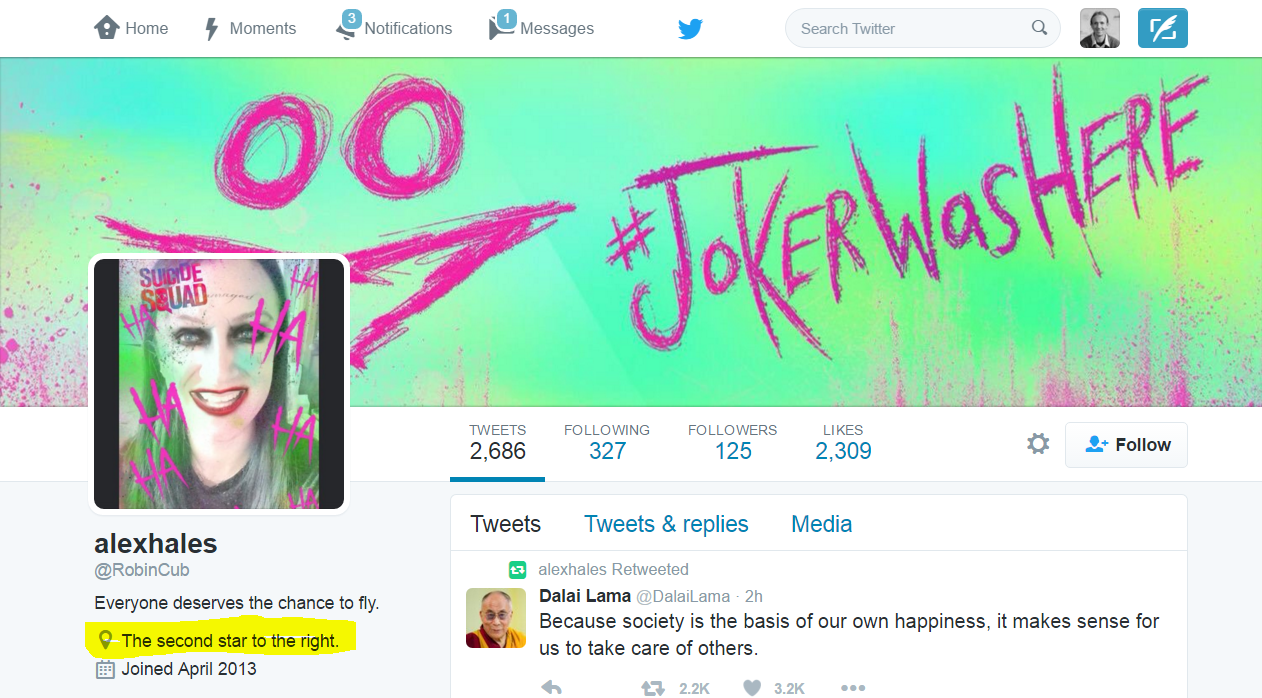 Home
Moments
3
Notifications
1
Messages
Search Twitter
#JOKERWASHERE
SUICIDE
SQUAD
HA
HA
HA
HA
HA
HA
HA
TWEETS
2,686
FOLLOWING
327
FOLLOWERS
125
LIKES
2,309
Follow
alexhales
@RobinCub
Everyone deserves the chance to fly.
The second star to the right.
Joined April 2013
Tweets
Tweets & replies
Media
alexhales Retweeted
Dalai Lama @DalaiLama · 2h
Because society is the basis of our own happiness, it makes sense for
us to take care of others.
2.2K
3.2K